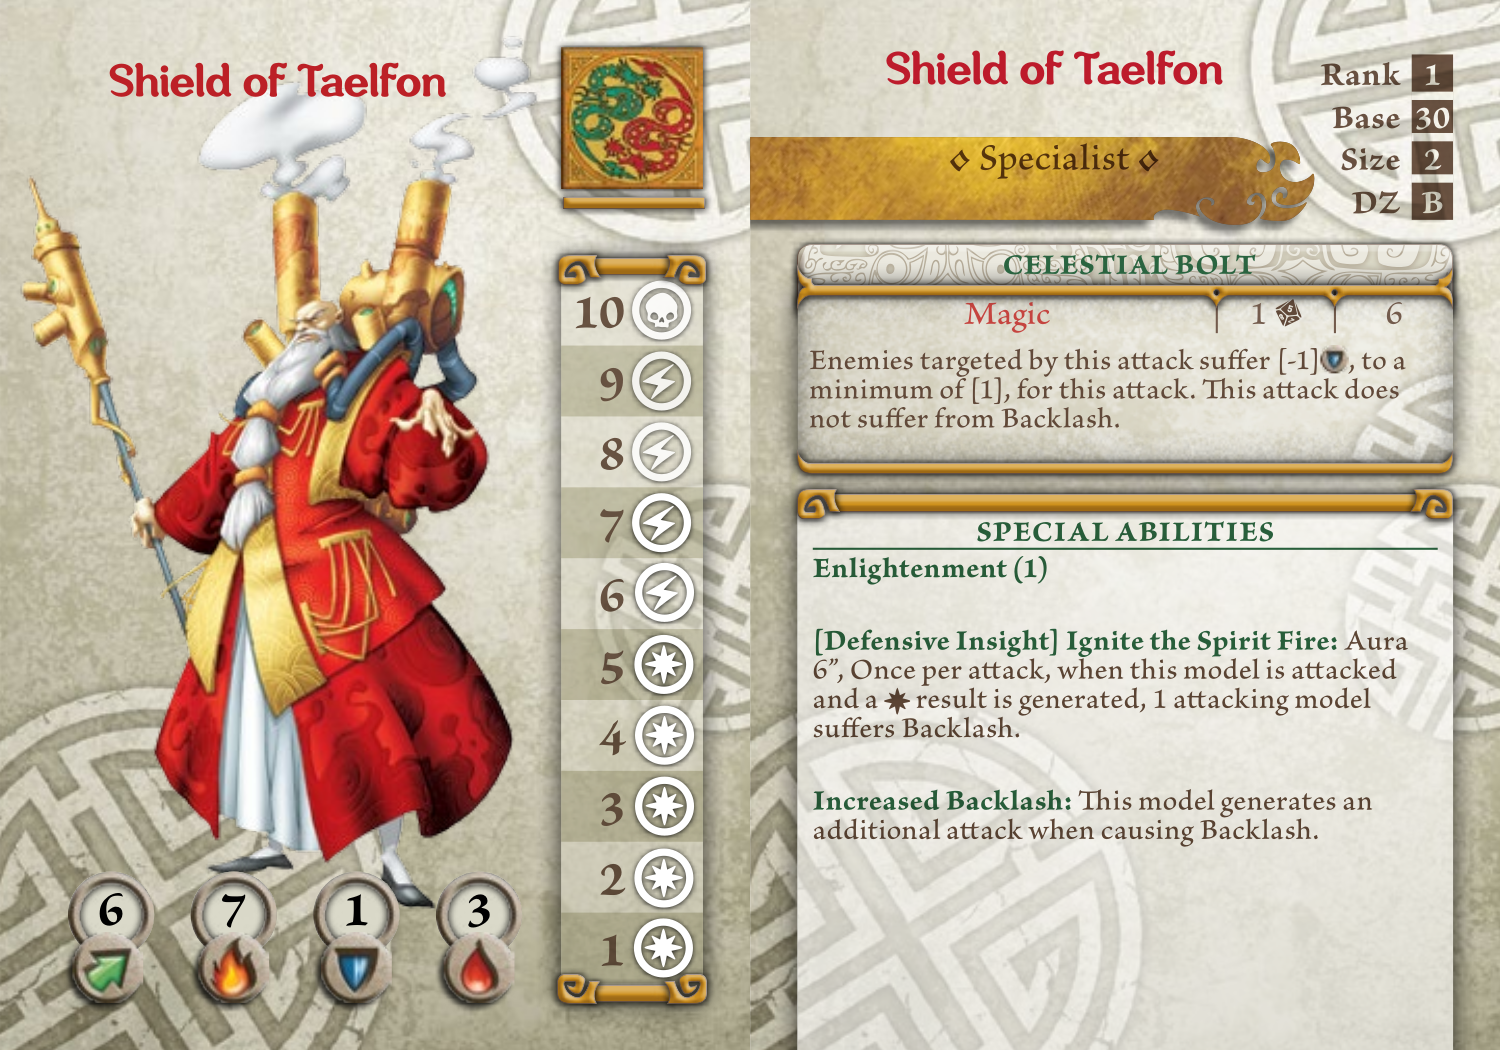 Shield of Taelfon
10
9
8
7
6
5
4
3
2
1
6 7 1 3
Shield of Taelfon
Rank 1
Base 30
Size 2
DZ B
Specialist
CELESTIAL BOLT
Magic 1 6
Enemies targeted by this attack suffer [-1] , to a
minimum of [1], for this attack. This attack does
not suffer from Backlash.
SPECIAL ABILITIES
Enlightenment (1)
[Defensive Insight] Ignite the Spirit Fire: Aura
6”, Once per attack, when this model is attacked
and a result is generated, 1 attacking model
suffers Backlash.
Increased Backlash: This model generates an
additional attack when causing Backlash.